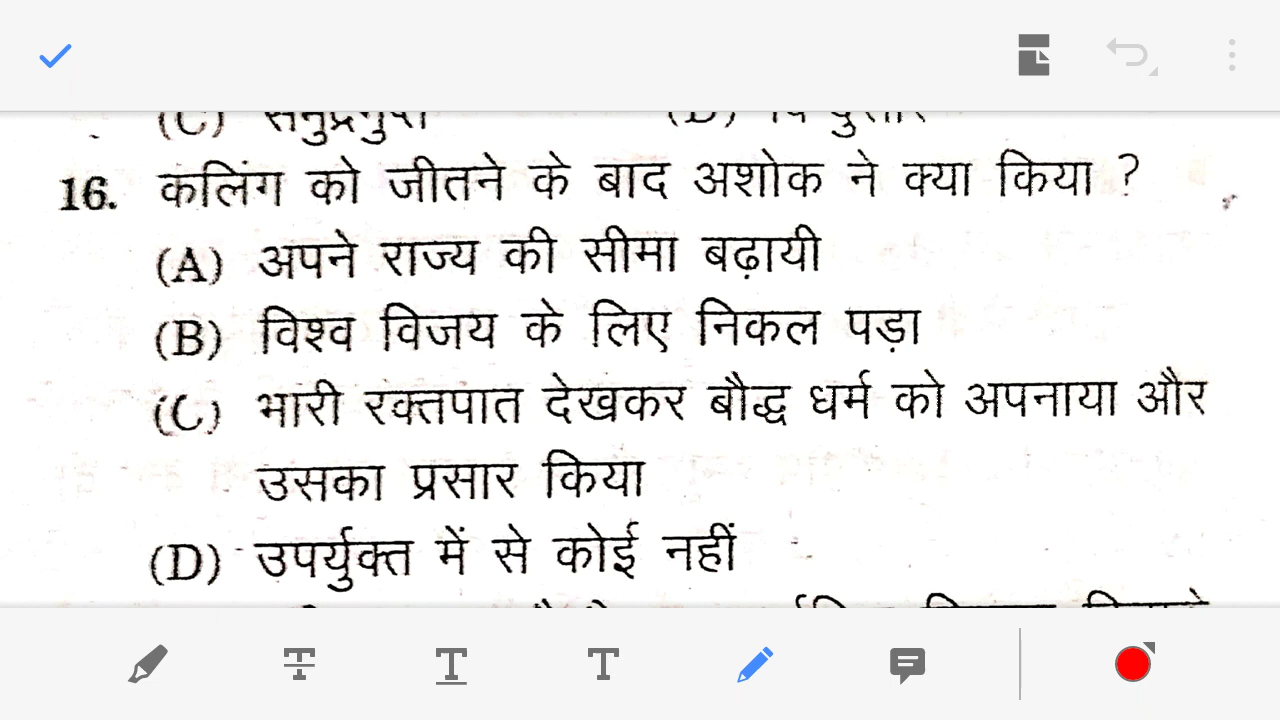 16. कलिंग को जीतने के बाद अशोक ने क्या किया ?
(A) अपने राज्य की सीमा बढ़ायी
(B) विश्व विजय के लिए निकल पड़ा
(C) भारी रक्तपात देखकर बौद्ध धर्म को अपनाया और
उसका प्रसार किया
(D) उपर्युक्त में से कोई नहीं
T T T